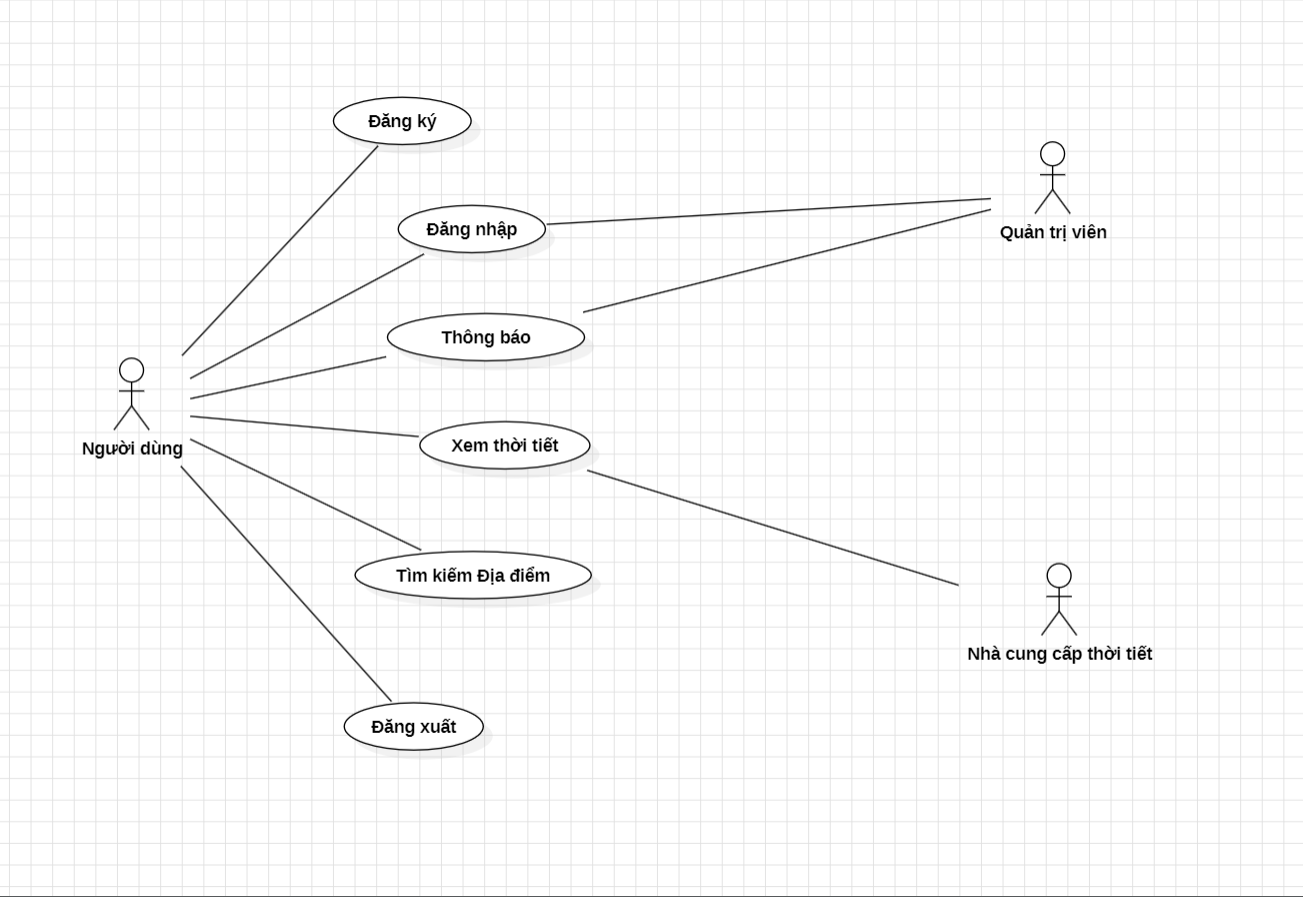 Đăng ký
Đăng nhập
Quản trị viên
Thông báo
Người dùng
Xem thời tiết
Tìm kiếm Địa điểm
Nhà cung cấp thời tiết
Đăng xuất